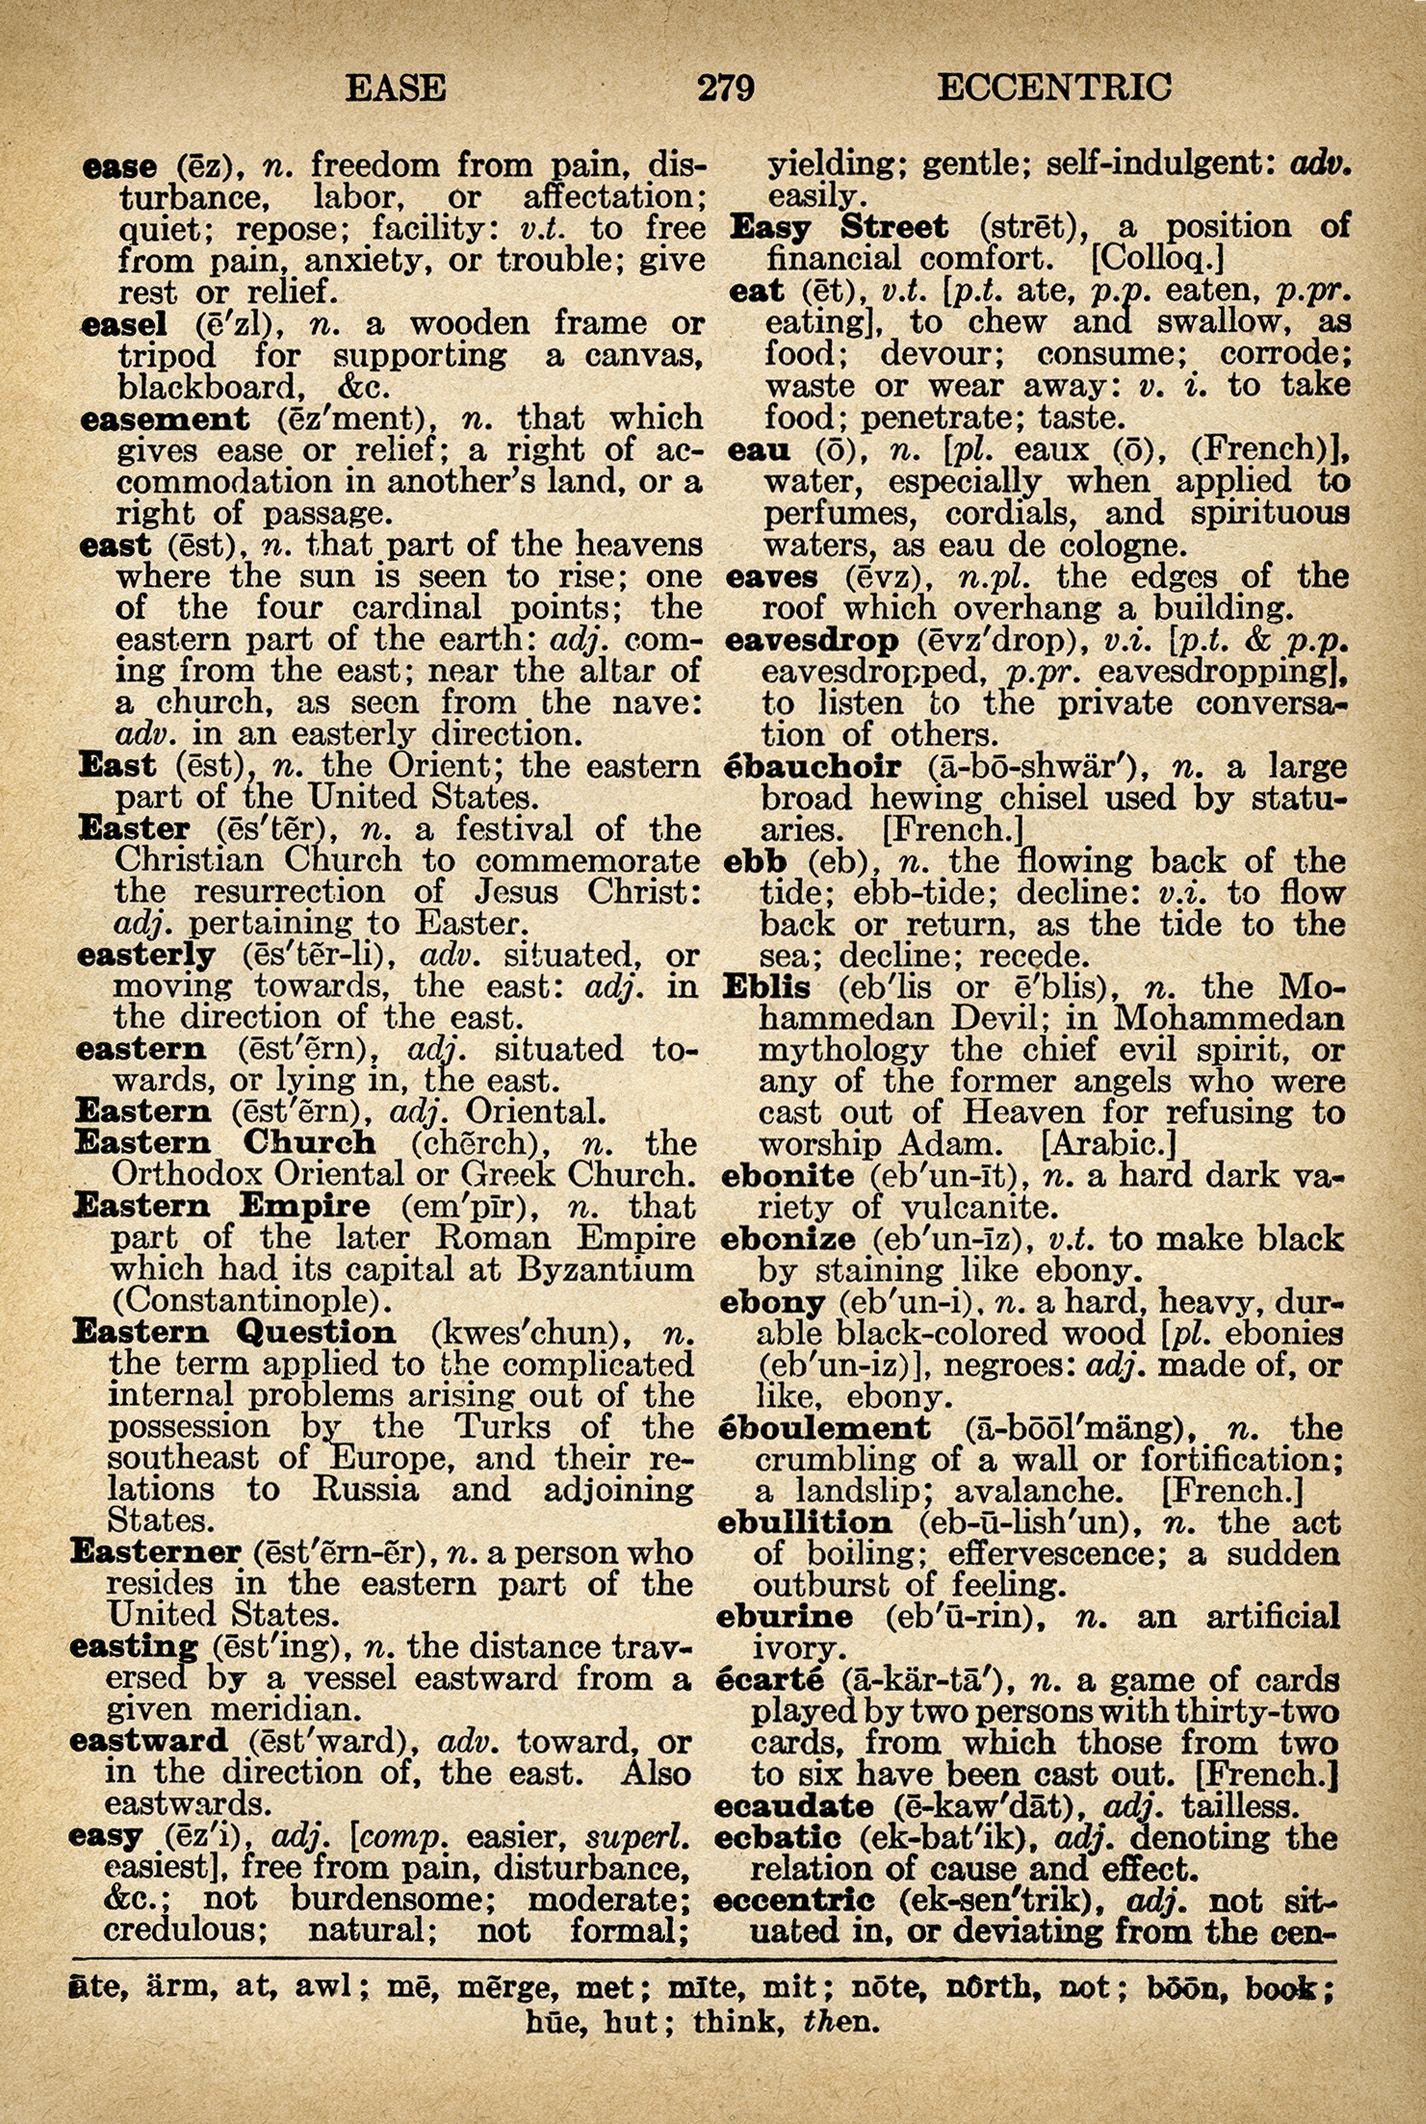 EASE 279 ECCENTRIC
ease (ēz), n. freedom from pain, dis-
turbance, labor, or affectation;
quiet; repose; facility: v.t. to free
from pain, anxiety, or trouble; give
rest or relief.
easel (ē′zl), n. a wooden frame or
tripod for supporting a canvas,
blackboard, &c.
easement (ēz′ment), n. that which
gives ease or relief; a right of ac-
commodation in another's land, or a
right of passage.
east (ēst), n. that part of the heavens
where the sun is seen to rise; one
of the four cardinal points; the
eastern part of the earth: adj. com-
ing from the east; near the altar of
a church, as seen from the nave:
adv. in an easterly direction.
East (ēst), n. the Orient; the eastern
part of the United States.
Easter (ēs′tẽr), n. a festival of the
Christian Church to commemorate
the resurrection of Jesus Christ:
adj. pertaining to Easter.
easterly (ēs′tẽr-li), adv. situated, or
moving towards, the east: adj. in
the direction of the east.
eastern (ēst′ẽrn), adj. situated to-
wards, or lying in, the east.
Eastern (ēst′ẽrn), adj. Oriental.
Eastern Church (chẽrch), n. the
Orthodox Oriental or Greek Church.
Eastern Empire (em′pīr), n. that
part of the later Roman Empire
which had its capital at Byzantium
(Constantinople).
Eastern Question (kwes′chun), n.
the term applied to the complicated
internal problems arising out of the
possession by the Turks of the
southeast of Europe, and their re-
lations to Russia and adjoining
States.
Easterner (ēst′ẽrn-ẽr), n. a person who
resides in the eastern part of the
United States.
easting (ēst′ing), n. the distance trav-
ersed by a vessel eastward from a
given meridian.
eastward (ēst′ward), adv. toward, or
in the direction of, the east. Also
eastwards.
easy (ēz′i), adj. [comp. easier, superl.
easiest], free from pain, disturbance,
&c.; not burdensome; moderate;
credulous; natural; not formal;
yielding; gentle; self-indulgent: adv.
easily.
Easy Street (strēt), a position of
financial comfort. [Colloq.]
eat (ēt), v.t. [p.t. ate, p.p. eaten, p.pr.
eating], to chew and swallow, as
food; devour; consume; corrode;
waste or wear away: v. i. to take
food; penetrate; taste.
eau (ō), n. [pl. eaux (ō), (French)],
water, especially when applied to
perfumes, cordials, and spirituous
waters, as eau de cologne.
eaves (ēvz), n.pl. the edges of the
roof which overhang a building.
eavesdrop (ēvz′drop), v.i. [p.t. & p.p.
eavesdropped, p.pr. eavesdropping],
to listen to the private conversa-
tion of others.
ébauchoir (ā-bō-shwär′), n. a large
broad hewing chisel used by statu-
aries. [French.]
ebb (eb), n. the flowing back of the
tide; ebb-tide; decline: v.i. to flow
back or return, as the tide to the
sea; decline; recede.
Eblis (eb′lis or ē′blis), n. the Mo-
hammedan Devil; in Mohammedan
mythology the chief evil spirit, or
any of the former angels who were
cast out of Heaven for refusing to
worship Adam. [Arabic.]
ebonite (eb′un-īt), n. a hard dark va-
riety of vulcanite.
ebonize (eb′un-īz), v.t. to make black
by staining like ebony.
ebony (eb′un-i), n. a hard, heavy, dur-
able black-colored wood [pl. ebonies
(eb′un-iz)], negroes: adj. made of, or
like, ebony.
éboulement (ā-bōōl′mäng), n. the
crumbling of a wall or fortification;
a landslip; avalanche. [French.]
ebullition (eb-ū-lish′un), n. the act
of boiling; effervescence; a sudden
outburst of feeling.
eburine (eb′ū-rin), n. an artificial
ivory.
écarté (ā-kär-tā′), n. a game of cards
played by two persons with thirty-two
cards, from which those from two
to six have been cast out. [French.]
ecaudate (ē-kaw′dāt), adj. tailless.
ecbatic (ek-bat′ik), adj. denoting the
relation of cause and effect.
eccentric (ek-sen′trik), adj. not sit-
uated in, or deviating from the cen-
āte, ärm, at, awl; mē, mẽrge, met; mīte, mit; nōte, nôrth, not; bōōn, book;
hūe, hut; think, then.